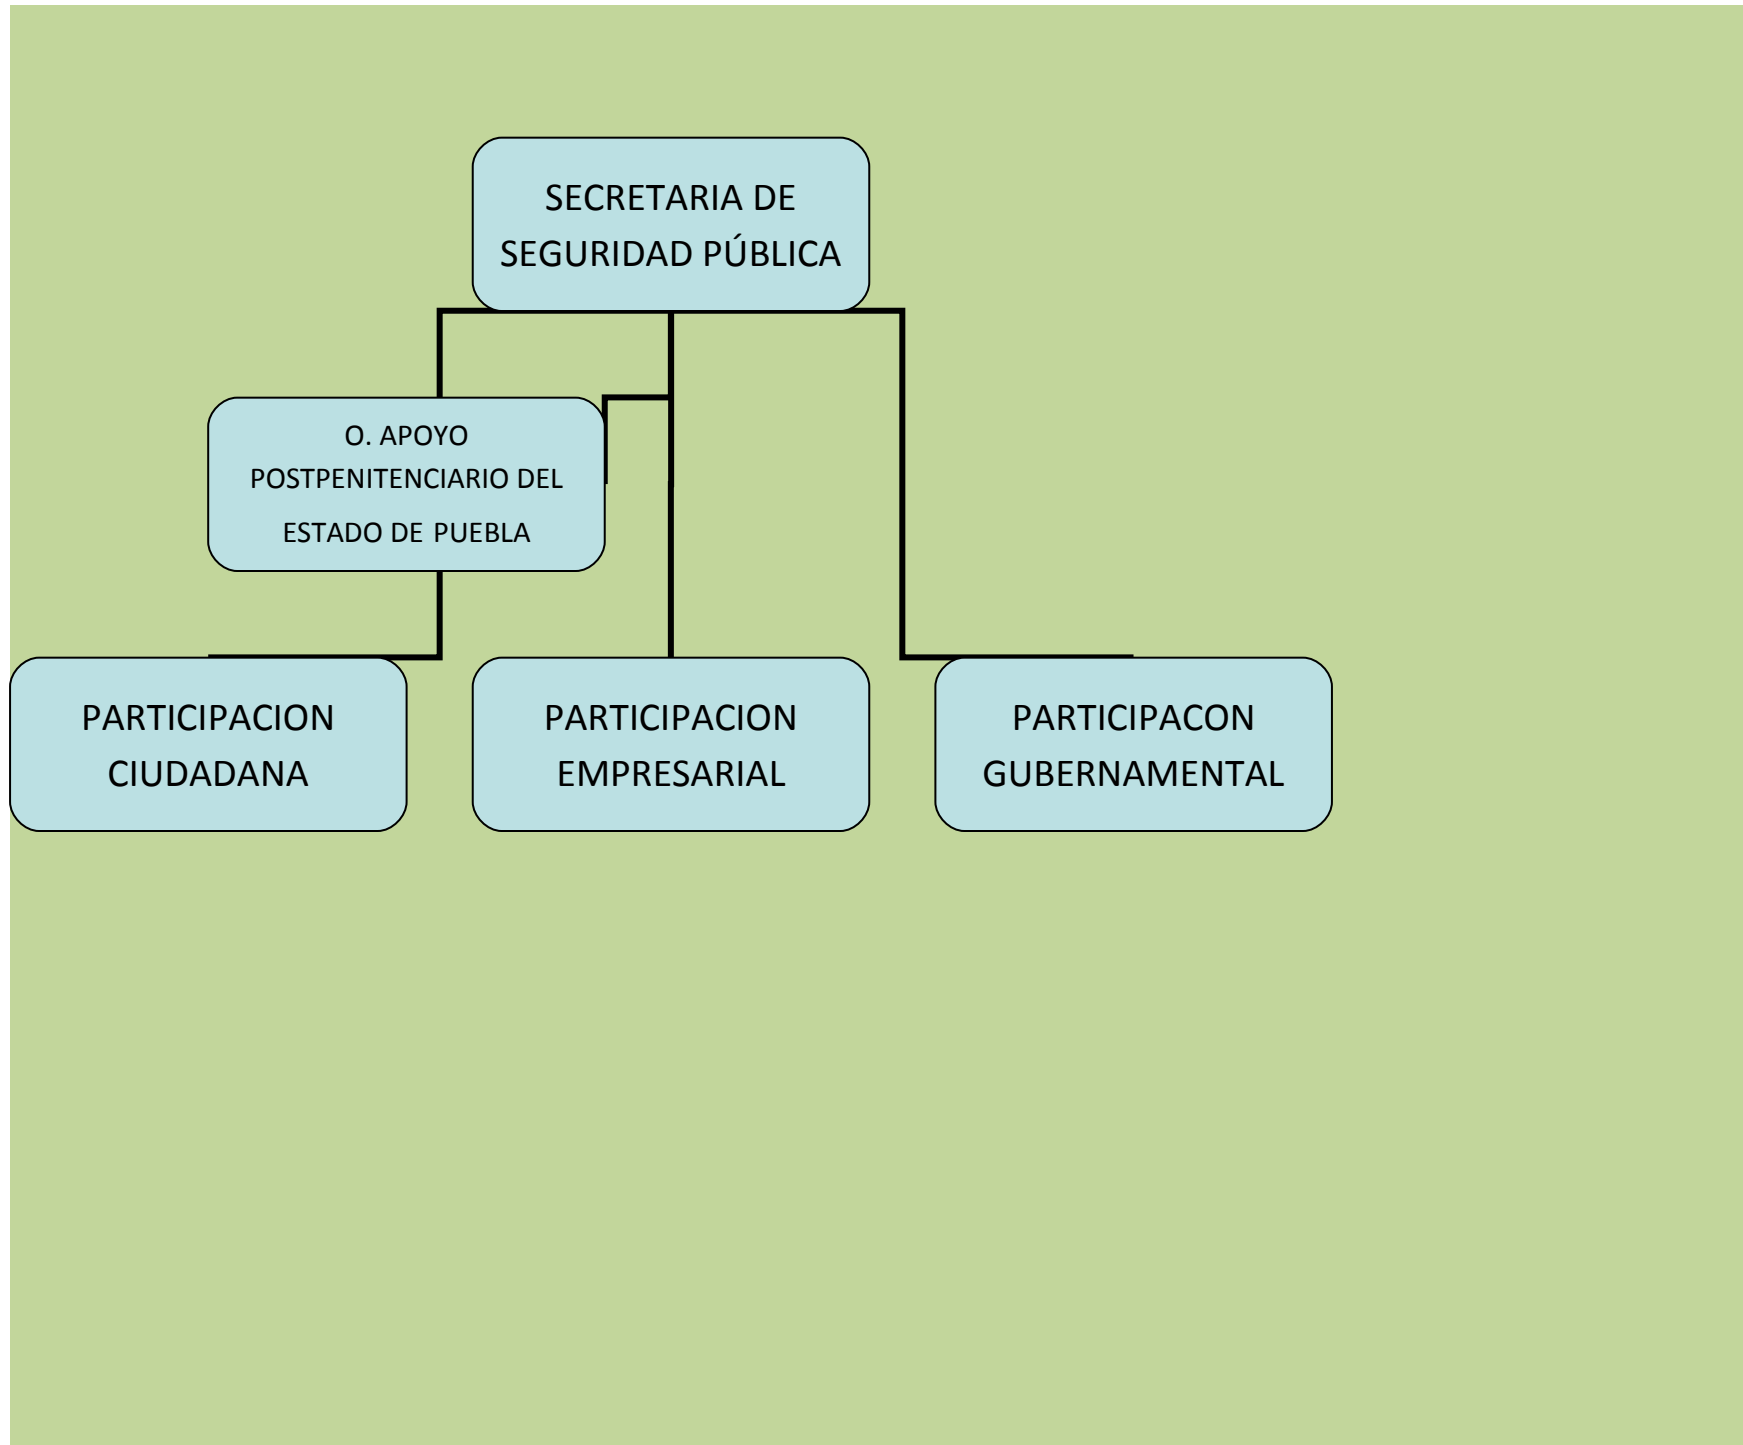 SECRETARIA DE
SEGURIDAD PÚBLICA
O. APOYO
POSTPENITENCIARIO DEL
ESTADO DE PUEBLA
PARTICIPACION
CIUDADANA
PARTICIPACION
EMPRESARIAL
PARTICIPACON
GUBERNAMENTAL